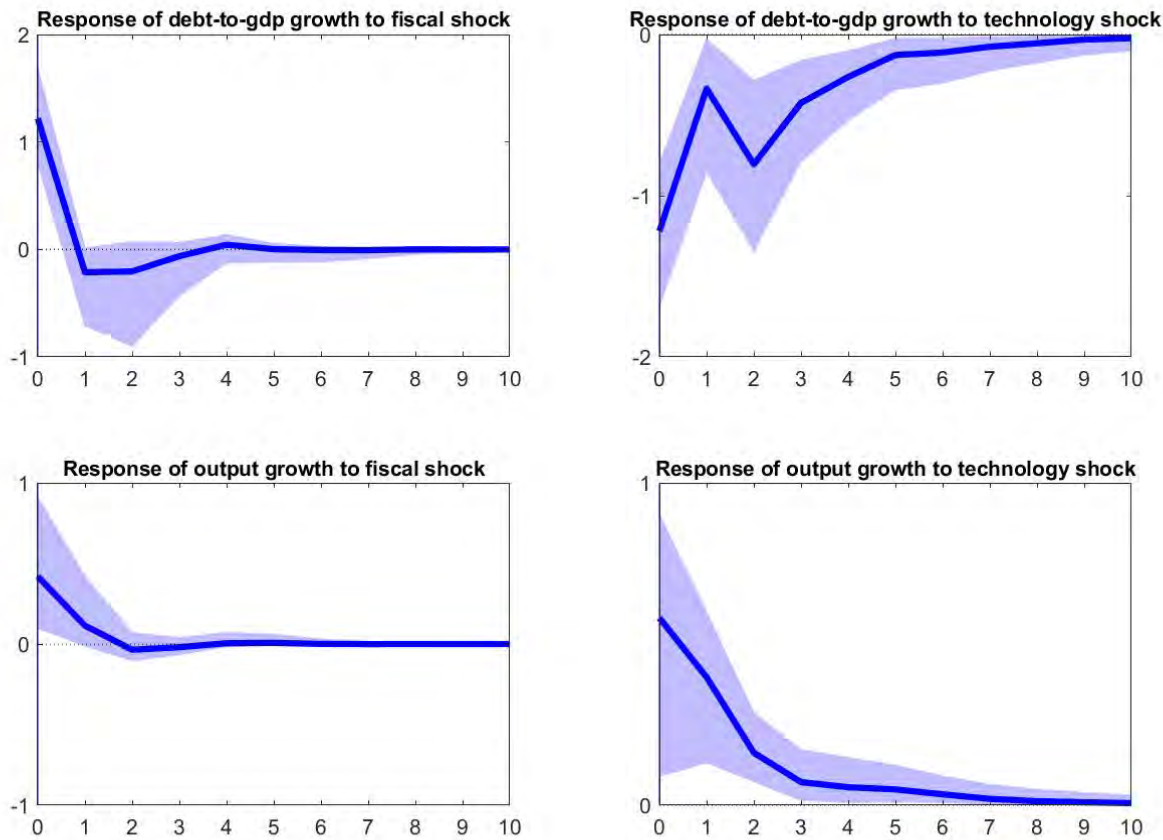 Response of debt-to-gdp growth to fiscal shock
2
1
0
-1
0 1 2 3 4 5 6 7 8 9 10
Response of debt-to-gdp growth to technology shock
0
-1
-2
0 1 2 3 4 5 6 7 8 9 10
Response of output growth to fiscal shock
1
0
-1
0 1 2 3 4 5 6 7 8 9 10
Response of output growth to technology shock
1
0
0 1 2 3 4 5 6 7 8 9 10